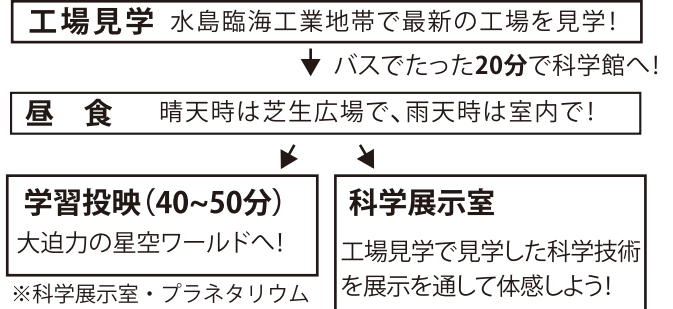 工場見学 水島臨海工業地帯で最新の工場を見学!
バスでたった20分で科学館へ!
昼 食 晴天時は芝生広場で、雨天時は室内で!
学習投映(40~50分)
大迫力の星空ワールドへ!
※科学展示室・プラネタリウム
科学展示室
工場見学で見学した科学技術
を展示を通して体感しよう!